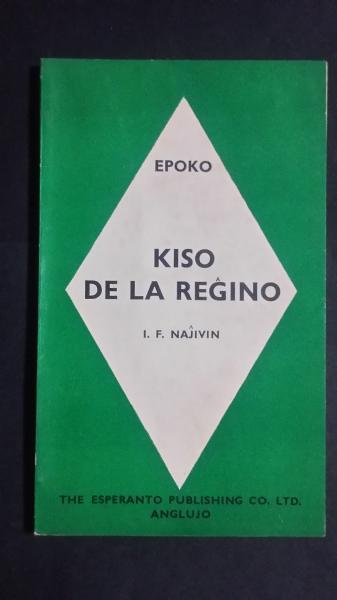 EPOKO
KISO
DE LA REĜINO
I. F. NAĴIVIN
THE ESPERANTO PUBLISHING CO. LTD.
ANGLUJO